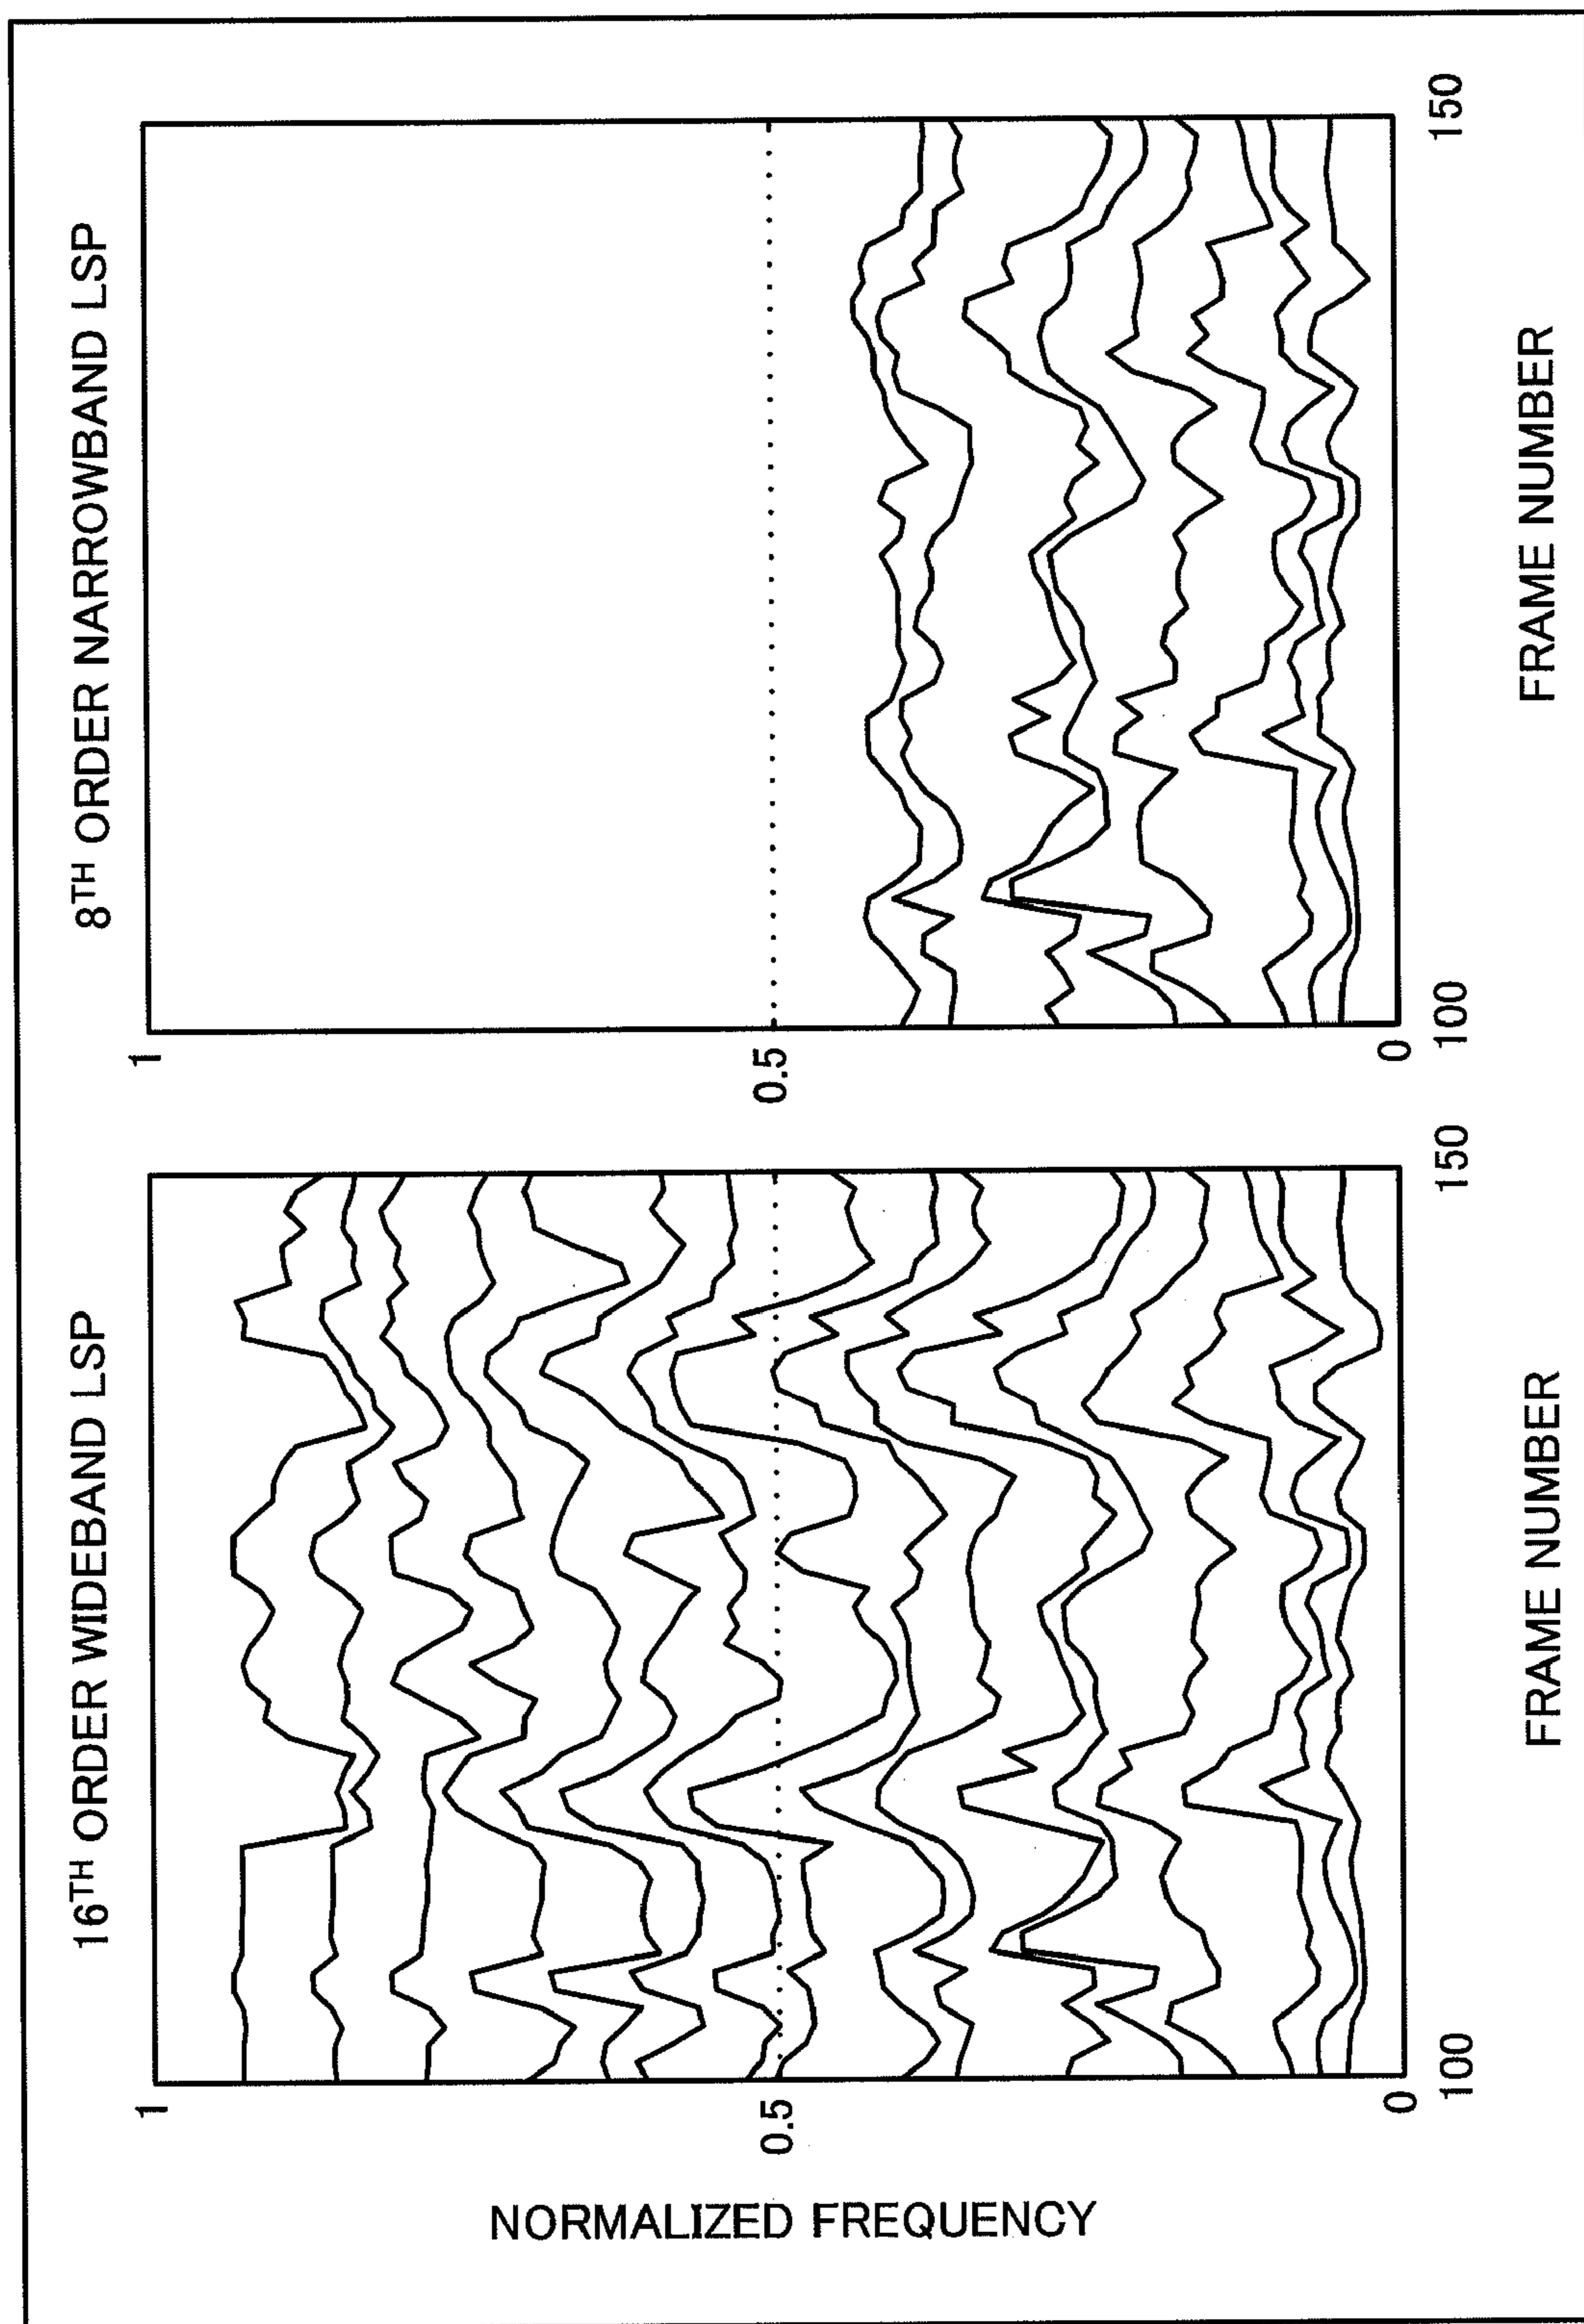 16TH ORDER WIDEBAND LSP
8TH ORDER NARROWBAND LSP
NORMALIZED FREQUENCY
1
0.5
0
100
150
FRAME NUMBER
1
0.5
0
100
150
FRAME NUMBER